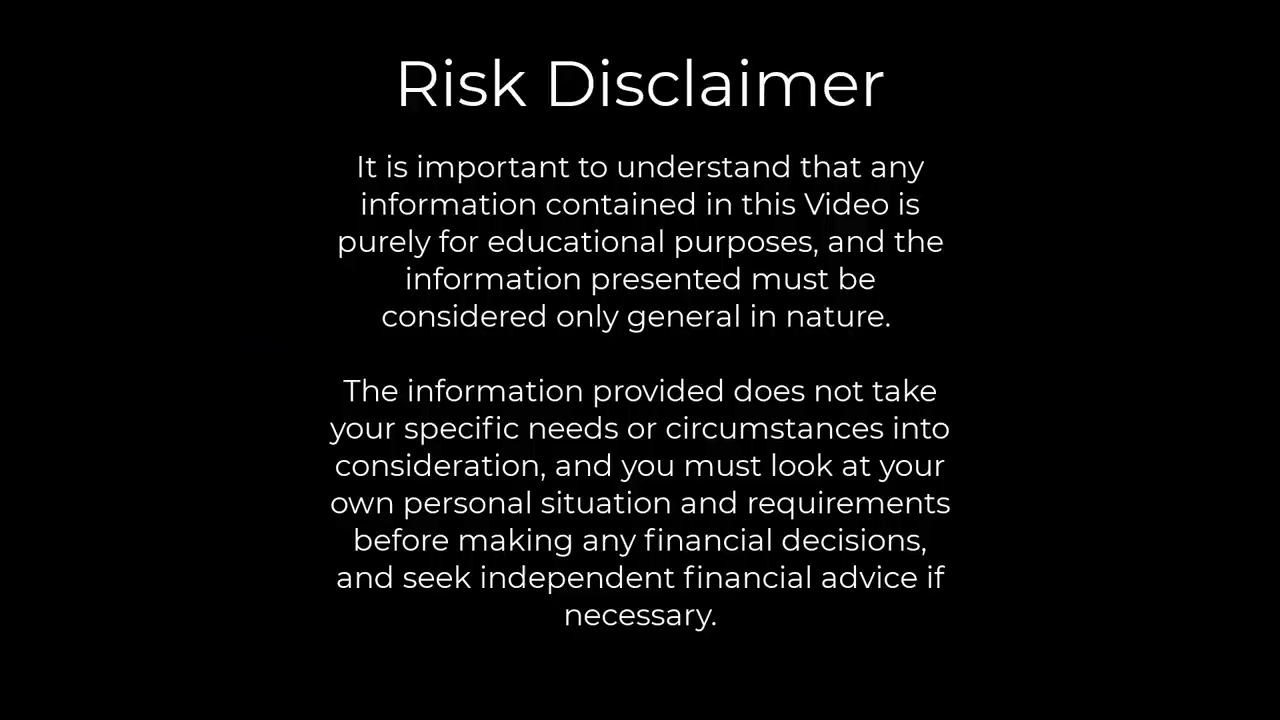 Risk Disclaimer
It is important to understand that any
information contained in this Video is
purely for educational purposes, and the
information presented must be
considered only general in nature.
The information provided does not take
your specific needs or circumstances into
consideration, and you must look at your
own personal situation and requirements
before making any financial decisions,
and seek independent financial advice if
necessary.